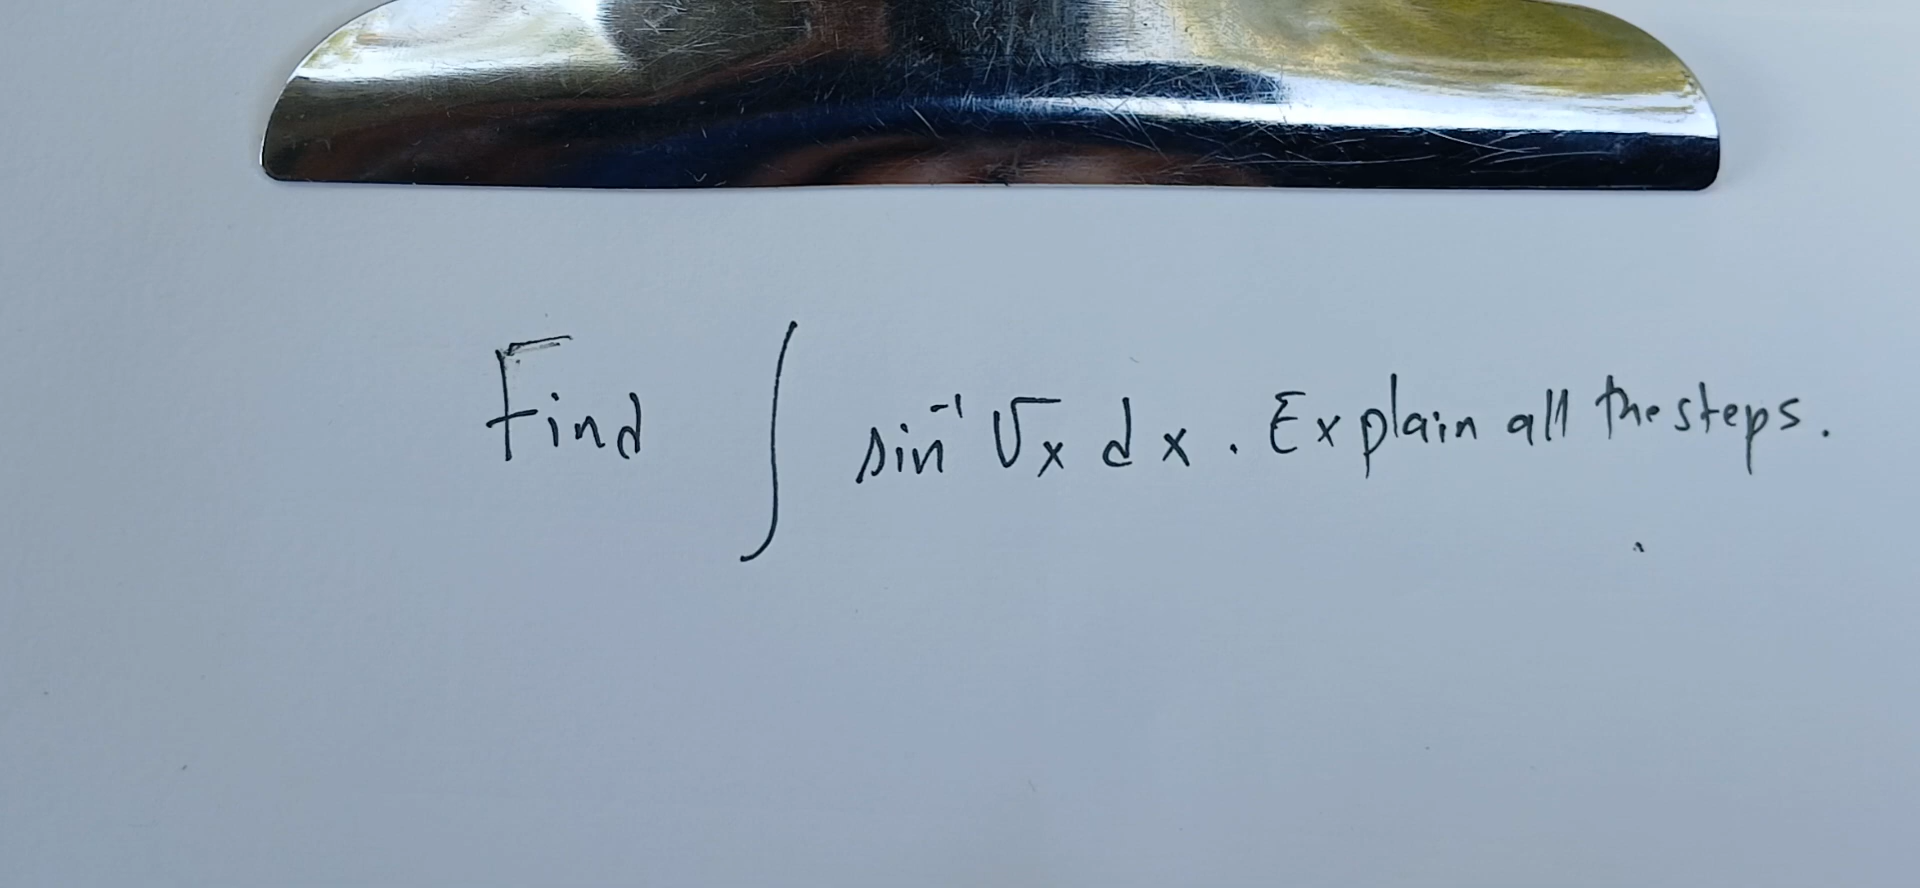 Find ∫ sin⁻¹ √x dx. Explain all the steps.